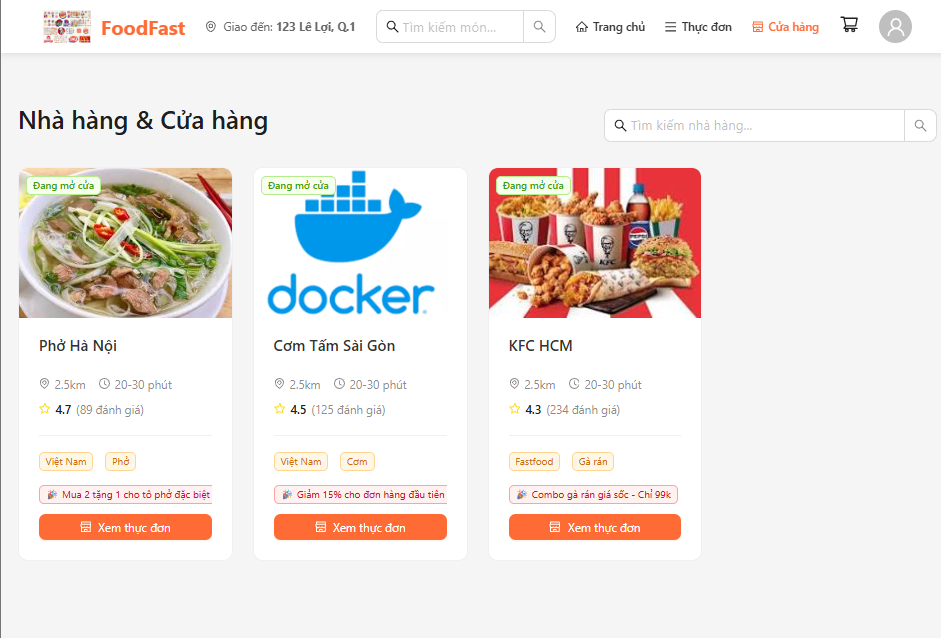 FoodFast
Giao đến: 123 Lê Lợi, Q.1
Tìm kiếm món...
Trang chủ
Thực đơn
Cửa hàng
Nhà hàng & Cửa hàng
Tìm kiếm nhà hàng...
Đang mở cửa
Đang mở cửa
docker
Đang mở cửa
KFC
PEPSI
Phở Hà Nội
2.5km 20-30 phút
4.7 (89 đánh giá)
Việt Nam Phở
Mua 2 tặng 1 cho tô phở đặc biệt
Xem thực đơn
Cơm Tấm Sài Gòn
2.5km 20-30 phút
4.5 (125 đánh giá)
Việt Nam Cơm
Giảm 15% cho đơn hàng đầu tiên
Xem thực đơn
KFC HCM
2.5km 20-30 phút
4.3 (234 đánh giá)
Fastfood Gà rán
Combo gà rán giá sốc - Chỉ 99k
Xem thực đơn